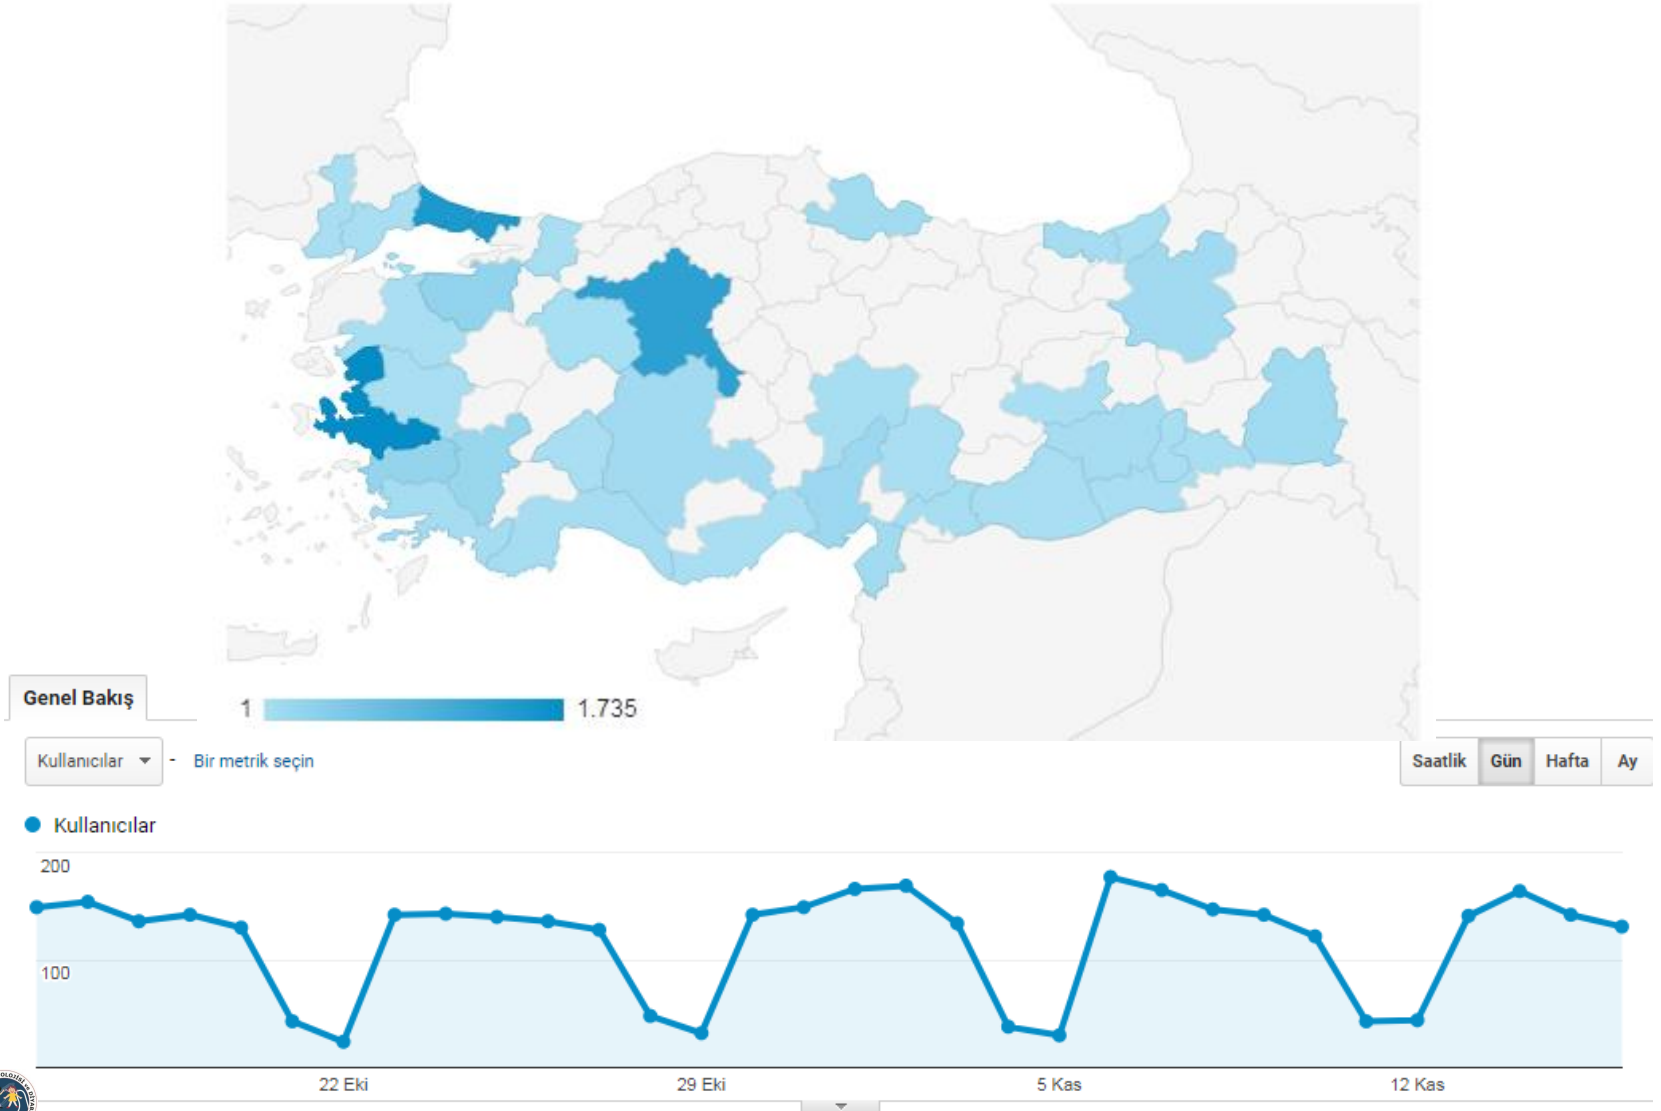 1 1.735
Genel Bakış
Kullanıcılar - Bir metrik seçin
Saatlik Gün Hafta Ay
Kullanıcılar
200
100
22 Eki 29 Eki 5 Kas 12 Kas